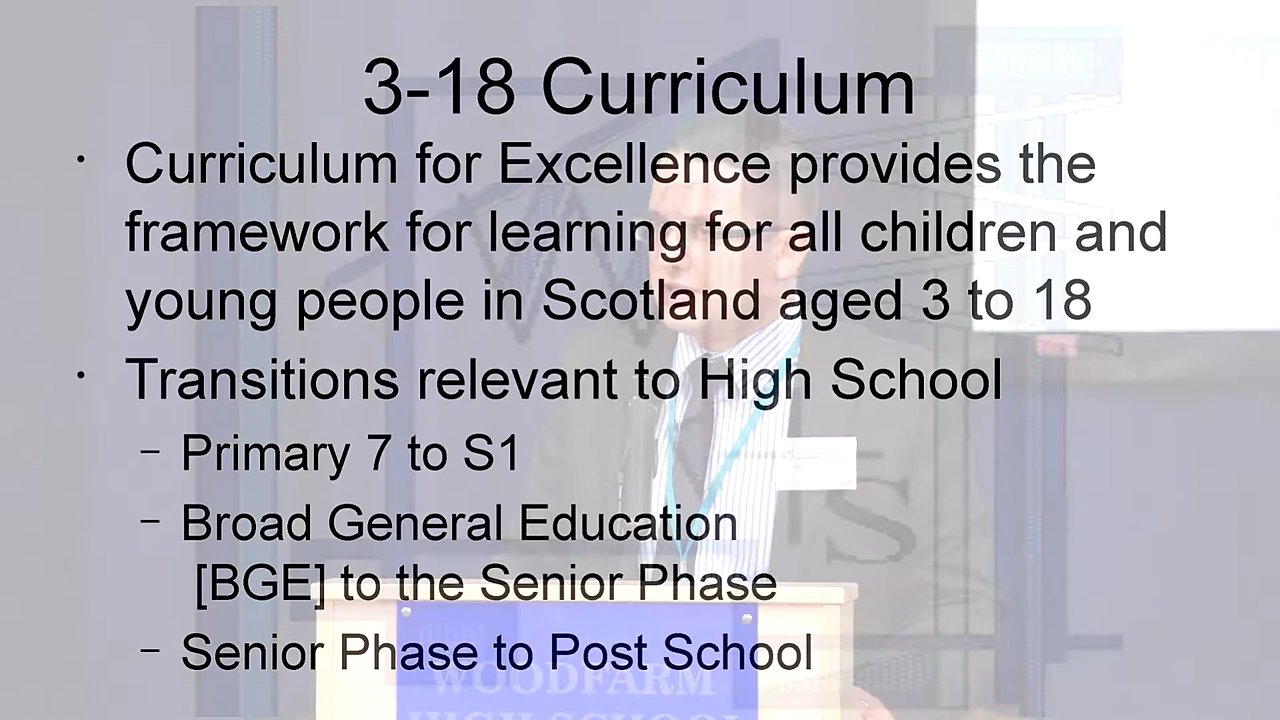 3-18 Curriculum
• Curriculum for Excellence provides the
framework for learning for all children and
young people in Scotland aged 3 to 18
• Transitions relevant to High School
– Primary 7 to S1
– Broad General Education
[BGE] to the Senior Phase
– Senior Phase to Post School
WOODFARM
HIGH SCHOOL